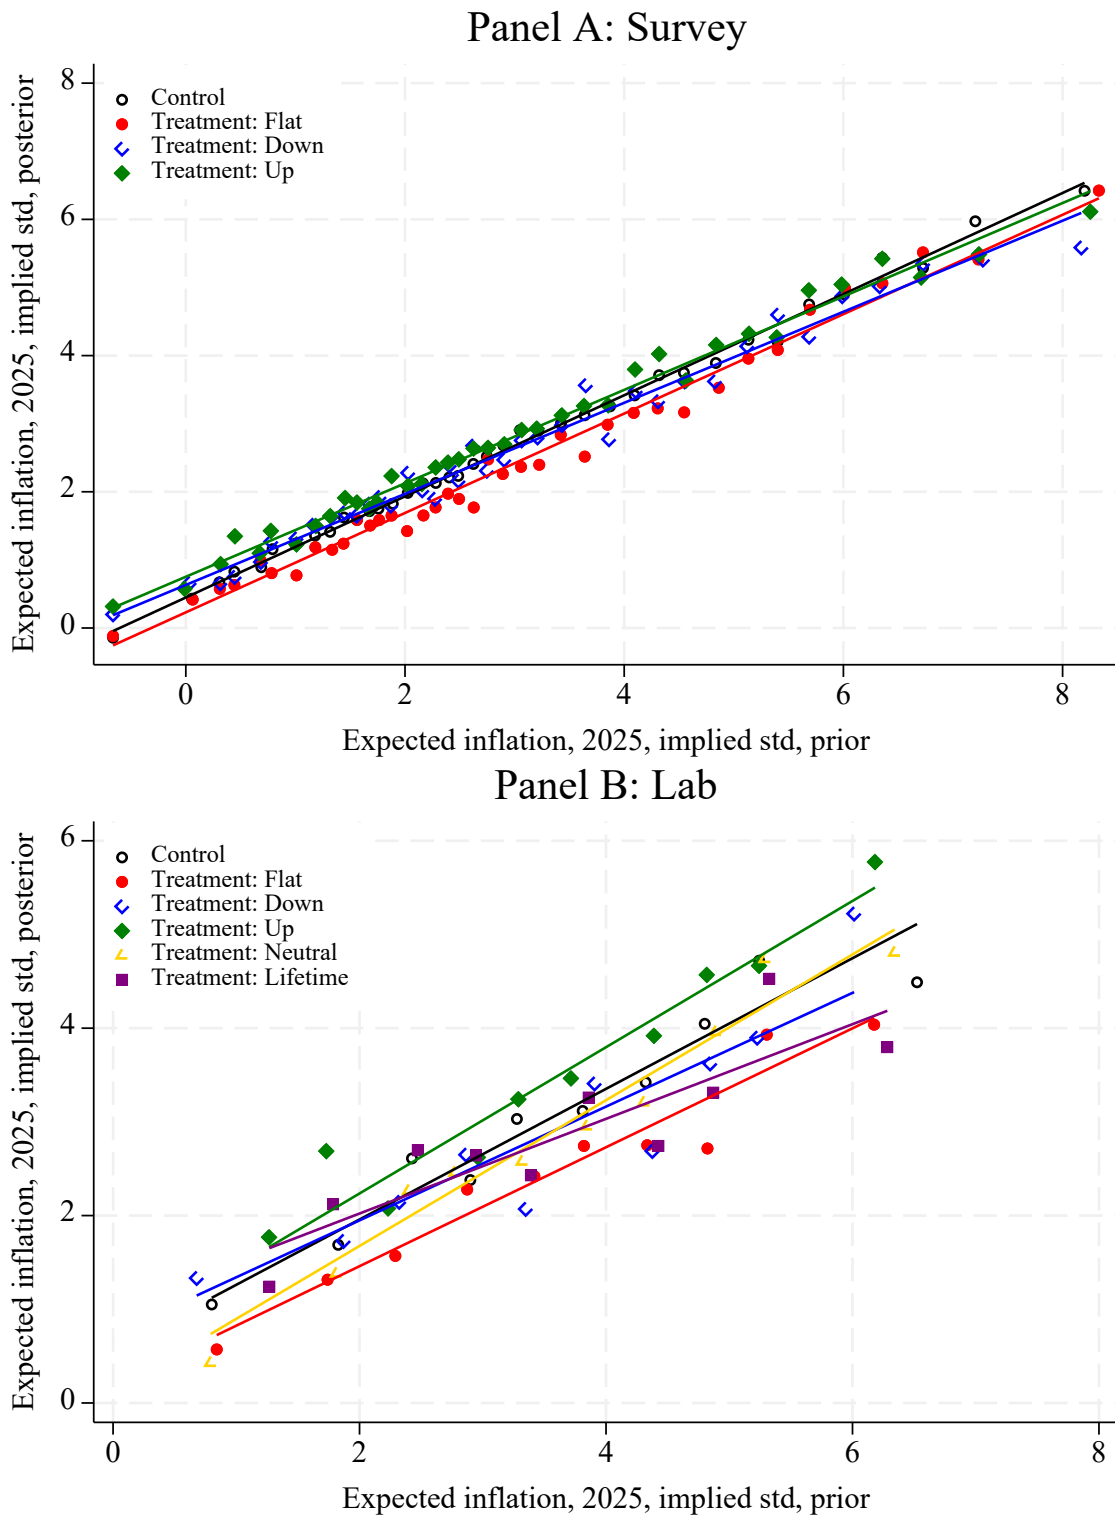 Panel A: Survey
Expected inflation, 2025, implied std, posterior
8
6
4
2
0
Control
Treatment: Flat
Treatment: Down
Treatment: Up
0 2 4 6 8
Expected inflation, 2025, implied std, prior
Panel B: Lab
Expected inflation, 2025, implied std, posterior
6
4
2
0
Control
Treatment: Flat
Treatment: Down
Treatment: Up
Treatment: Neutral
Treatment: Lifetime
0 2 4 6 8
Expected inflation, 2025, implied std, prior